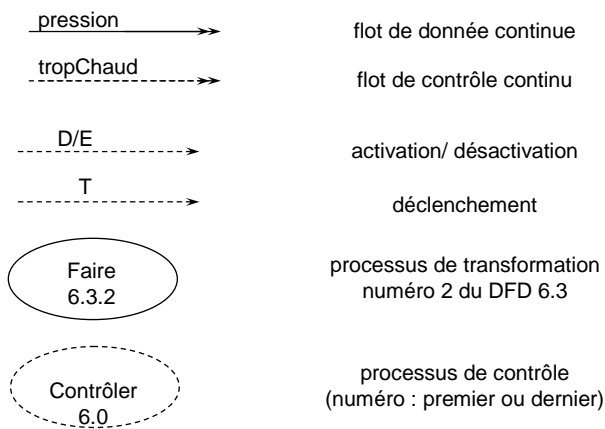 pression
flot de donnée continue
tropChaud
flot de contrôle continu
D/E
activation/ désactivation
T
déclenchement
Faire
6.3.2
processus de transformation
numéro 2 du DFD 6.3
Contrôler
6.0
processus de contrôle
(numéro : premier ou dernier)